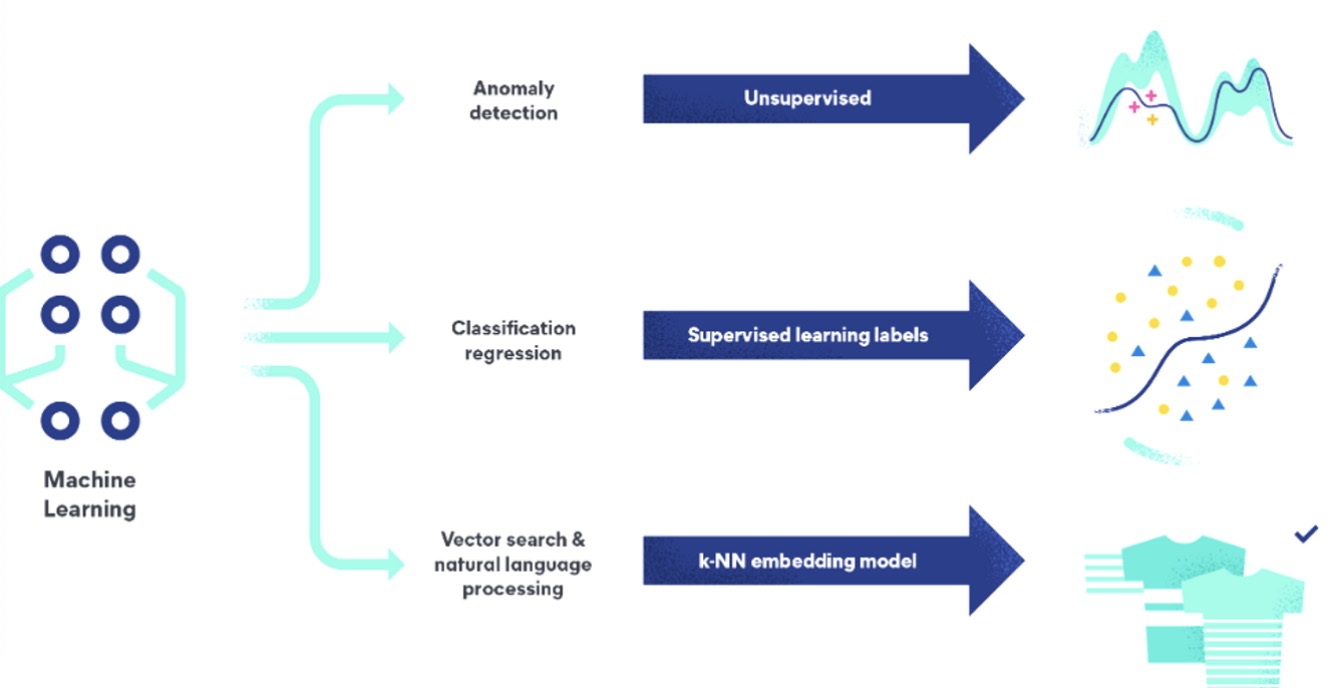 Machine
Learning
Anomaly
detection
Unsupervised
Classification
regression
Supervised learning labels
Vector search &
natural language
processing
k-NN embedding model